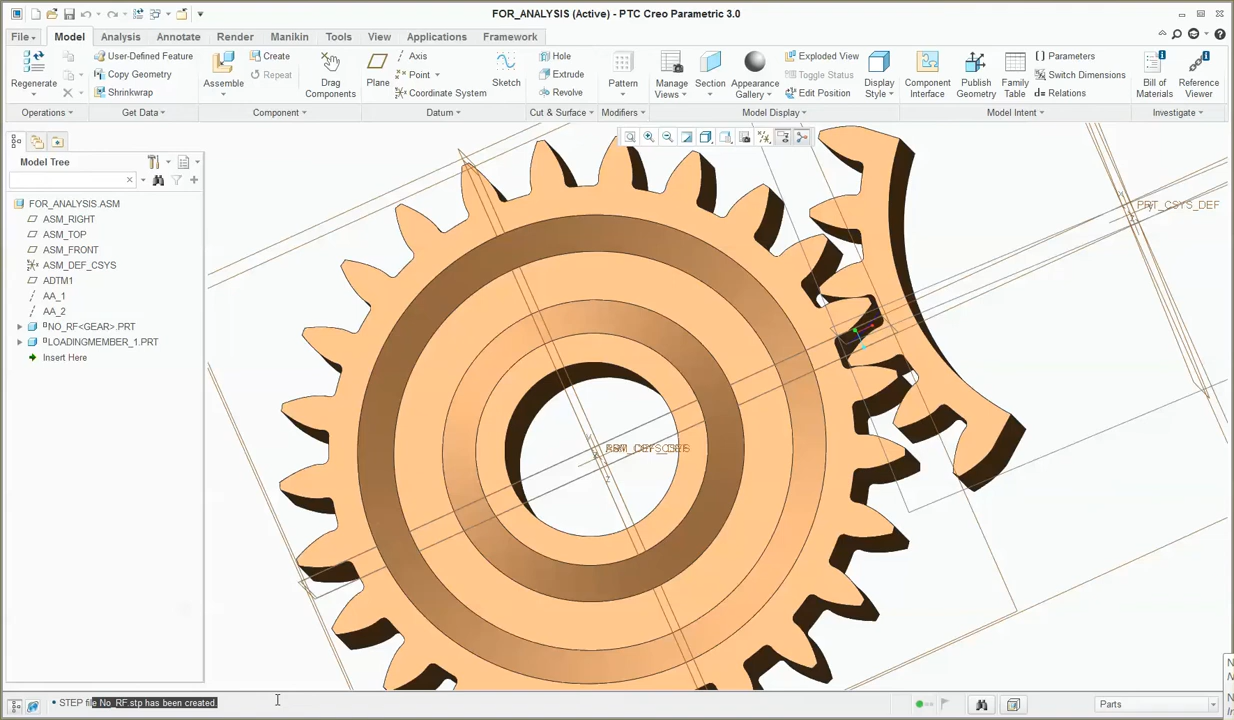 FOR_ANALYSIS (Active) - PTC Creo Parametric 3.0
File
Model
Analysis
Annotate
Render
Manikin
Tools
View
Applications
Framework
Regenerate
Operations
User-Defined Feature
Copy Geometry
Shrinkwrap
Get Data
Assemble
Create
Repeat
Drag Components
Component
Plane
Axis
Point
Coordinate System
Sketch
Datum
Hole
Extrude
Revolve
Cut & Surface
Pattern
Modifiers
Manage Views
Section
Appearance Gallery
Exploded View
Toggle Status
Edit Position
Display Style
Model Display
Component Interface
Publish Geometry
Family Table
Parameters
Switch Dimensions
Relations
Model Intent
Bill of Materials
Reference Viewer
Investigate
Model Tree
FOR_ANALYSIS.ASM
ASM_RIGHT
ASM_TOP
ASM_FRONT
ASM_DEF_CSYS
ADTM1
AA_1
AA_2
NO_RF<GEAR>.PRT
LOADINGMEMBER_1.PRT
Insert Here
PRT_CSYS_DEF
STEP file No_RF.stp has been created.
Parts